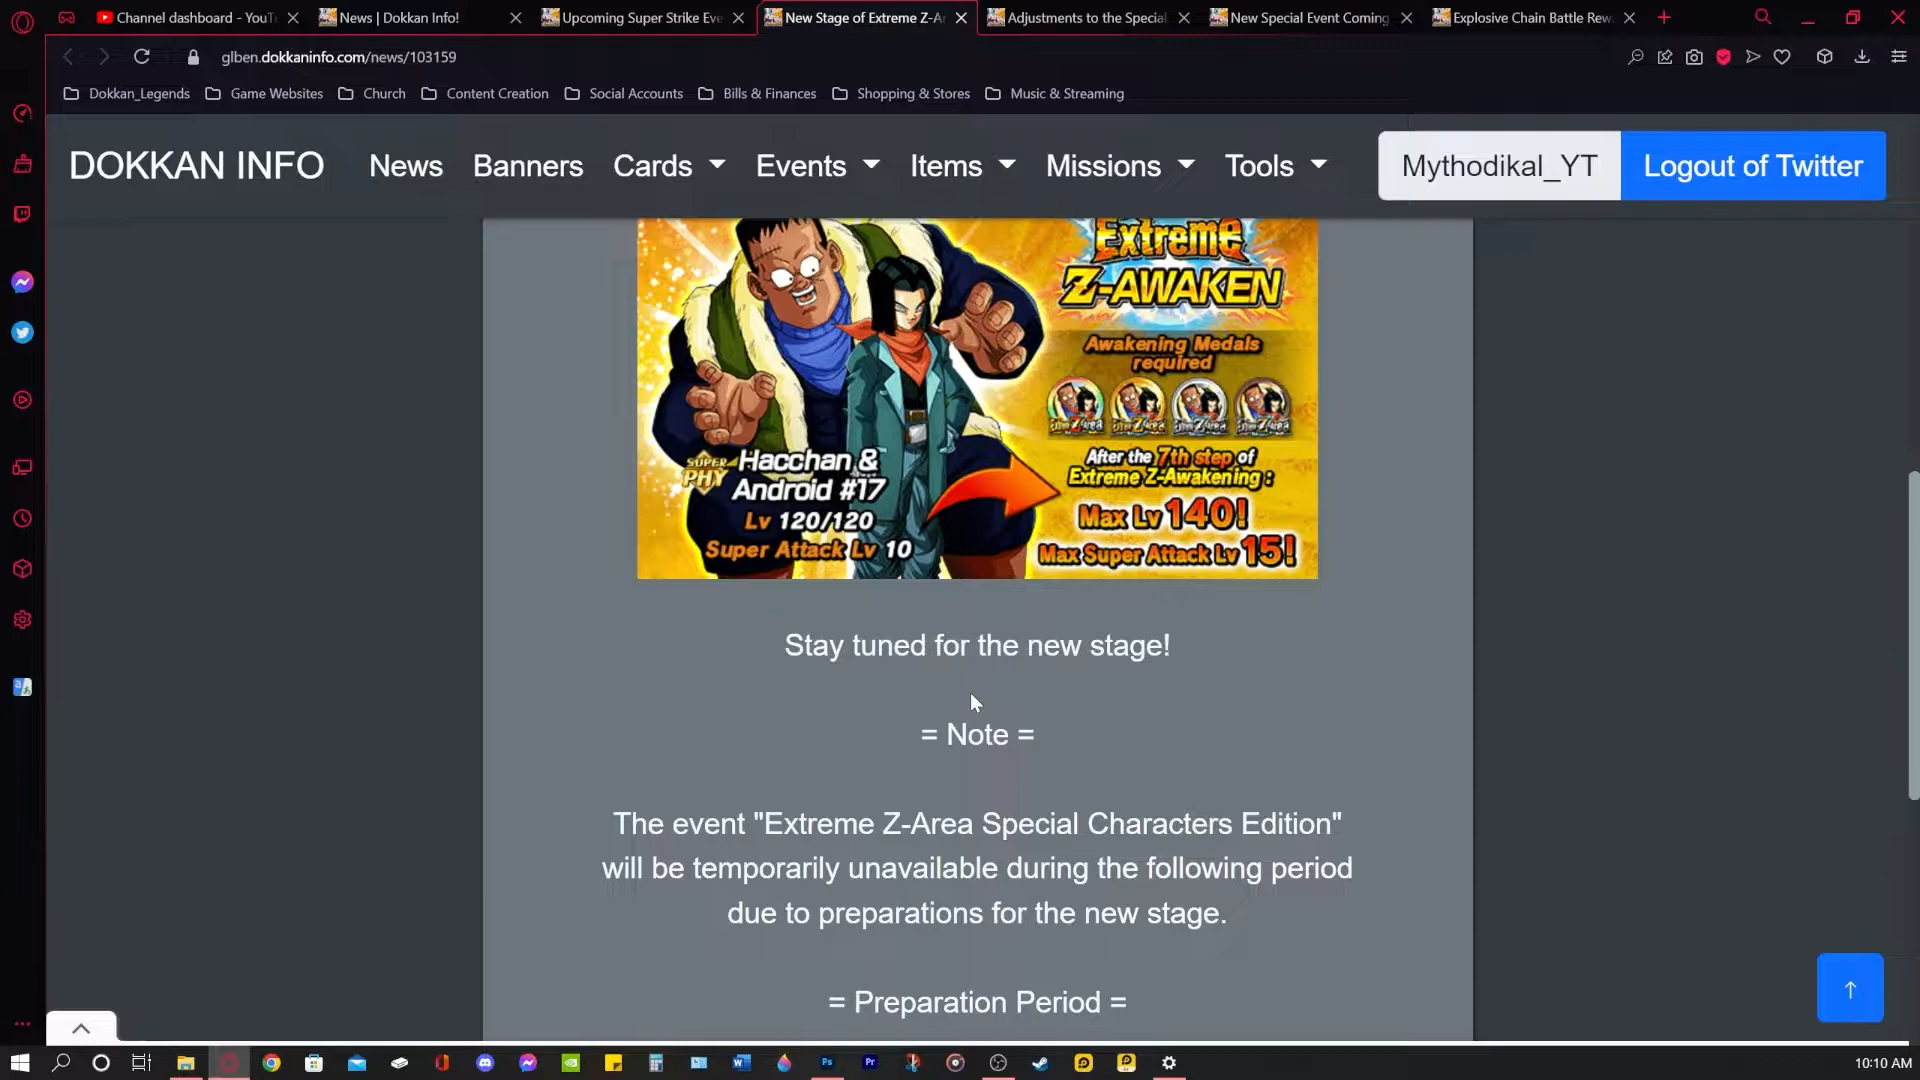 Channel dashboard - YouTu
News | Dokkan Info!
Upcoming Super Strike Eve
New Stage of Extreme Z-Ar
Adjustments to the Special
New Special Event Coming
Explosive Chain Battle Rewa
glben.dokkaninfo.com/news/103159
Dokkan_Legends
Game Websites
Church
Content Creation
Social Accounts
Bills & Finances
Shopping & Stores
Music & Streaming
DOKKAN INFO
News
Banners
Cards
Events
Items
Missions
Tools
Mythodikal_YT
Logout of Twitter
Extreme
Z-AWAKEN
Awakening Medals
required
SUPER
PHY
Hacchan &
Android #17
Lv 120/120
Super Attack Lv 10
After the 7th step of
Extreme Z-Awakening :
Max Lv 140!
Max Super Attack Lv 15!
Stay tuned for the new stage!
= Note =
The event "Extreme Z-Area Special Characters Edition"
will be temporarily unavailable during the following period
due to preparations for the new stage.
= Preparation Period =
10:10 AM